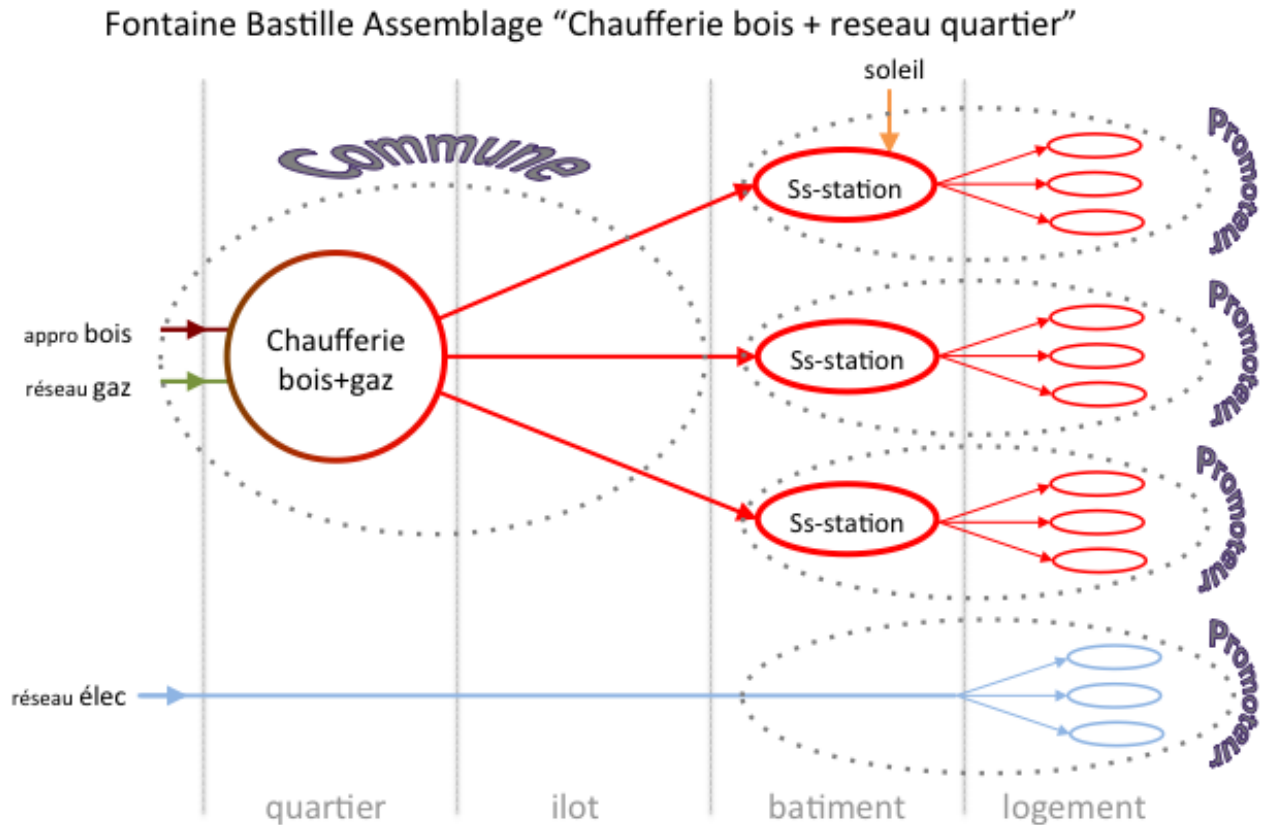 Fontaine Bastille Assemblage “Chaufferie bois + reseau quartier”
soleil
Commune
Promoteur
Ss-station
appro bois
réseau gaz
Chaufferie
bois+gaz
Ss-station
Promoteur
Ss-station
Promoteur
réseau élec
Promoteur
quartier
ilot
batiment
logement